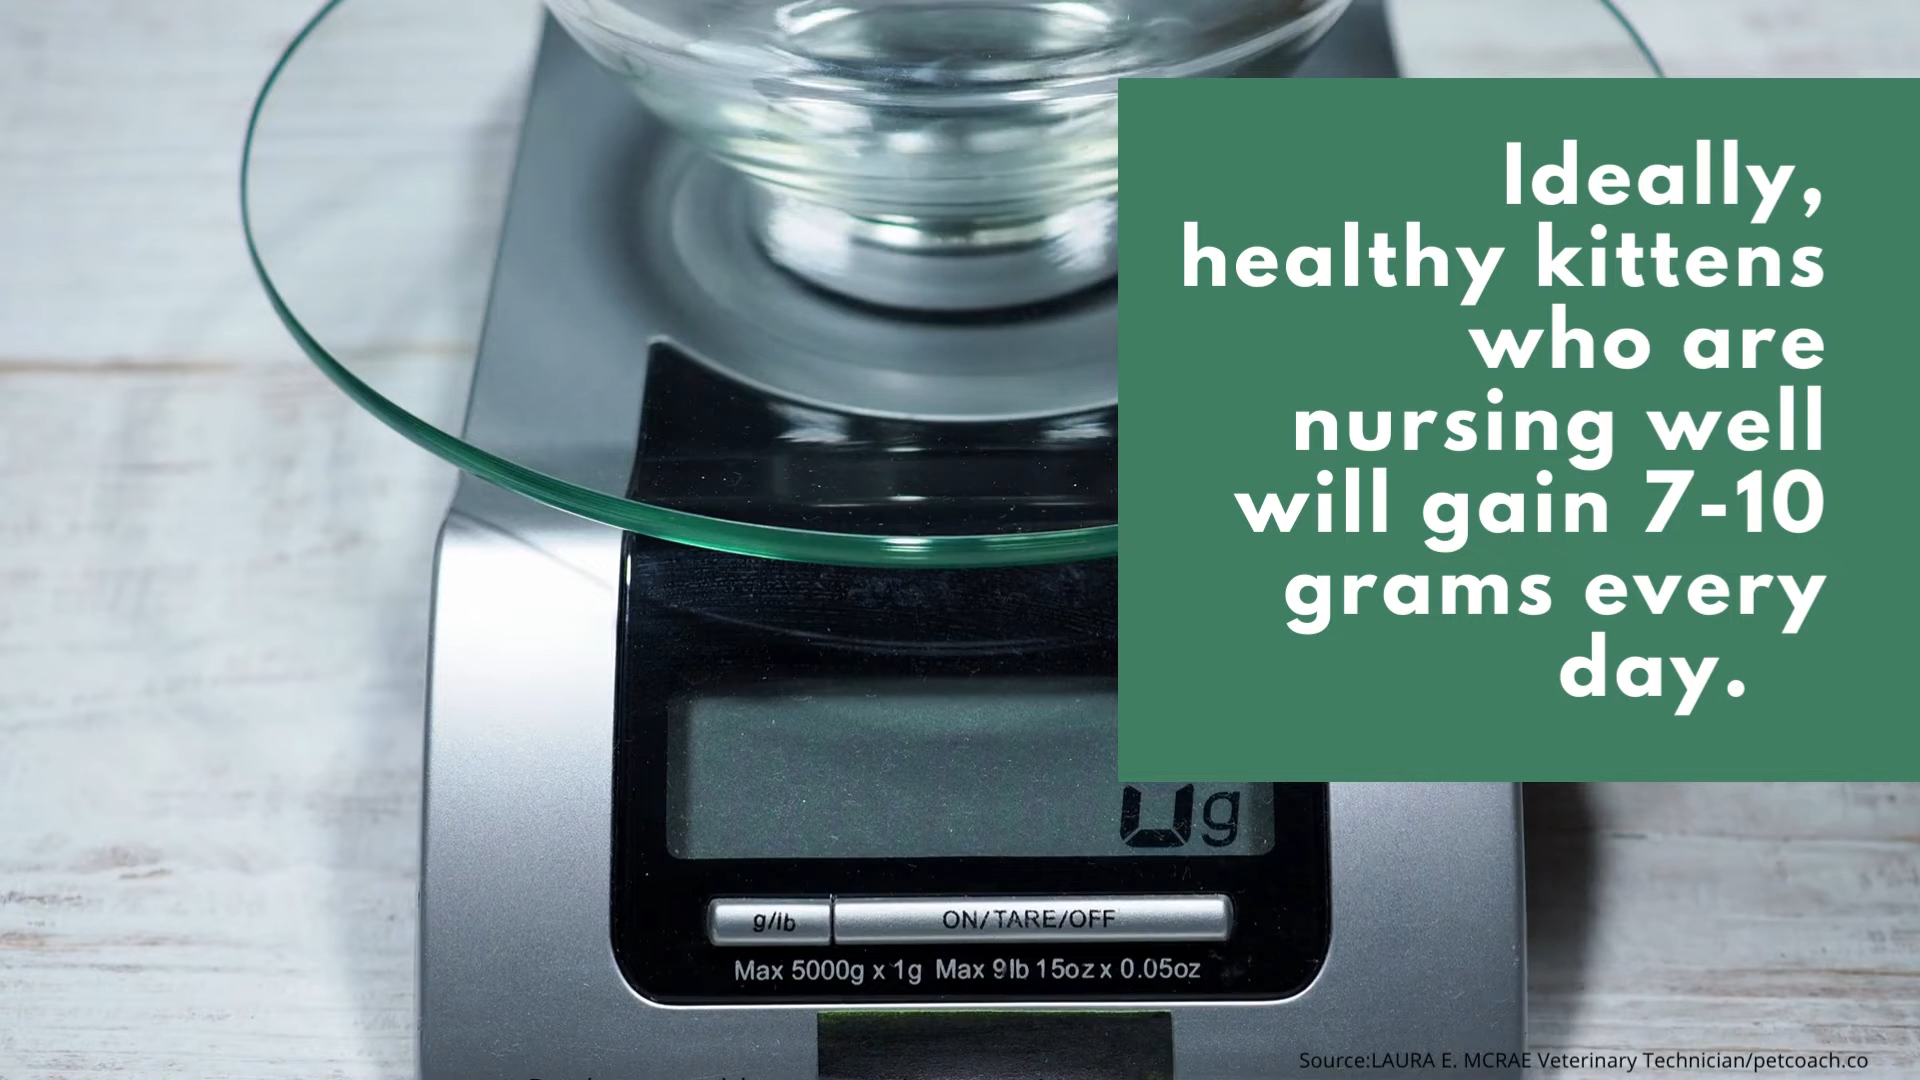 Ideally,
healthy kittens
who are
nursing well
will gain 7-10
grams every
day.
g
g/lb
ON/TARE/OFF
Max 5000g x 1g Max 9lb 15oz x 0.05oz
Source:LAURA E. MCRAE Veterinary Technician/petcoach.co